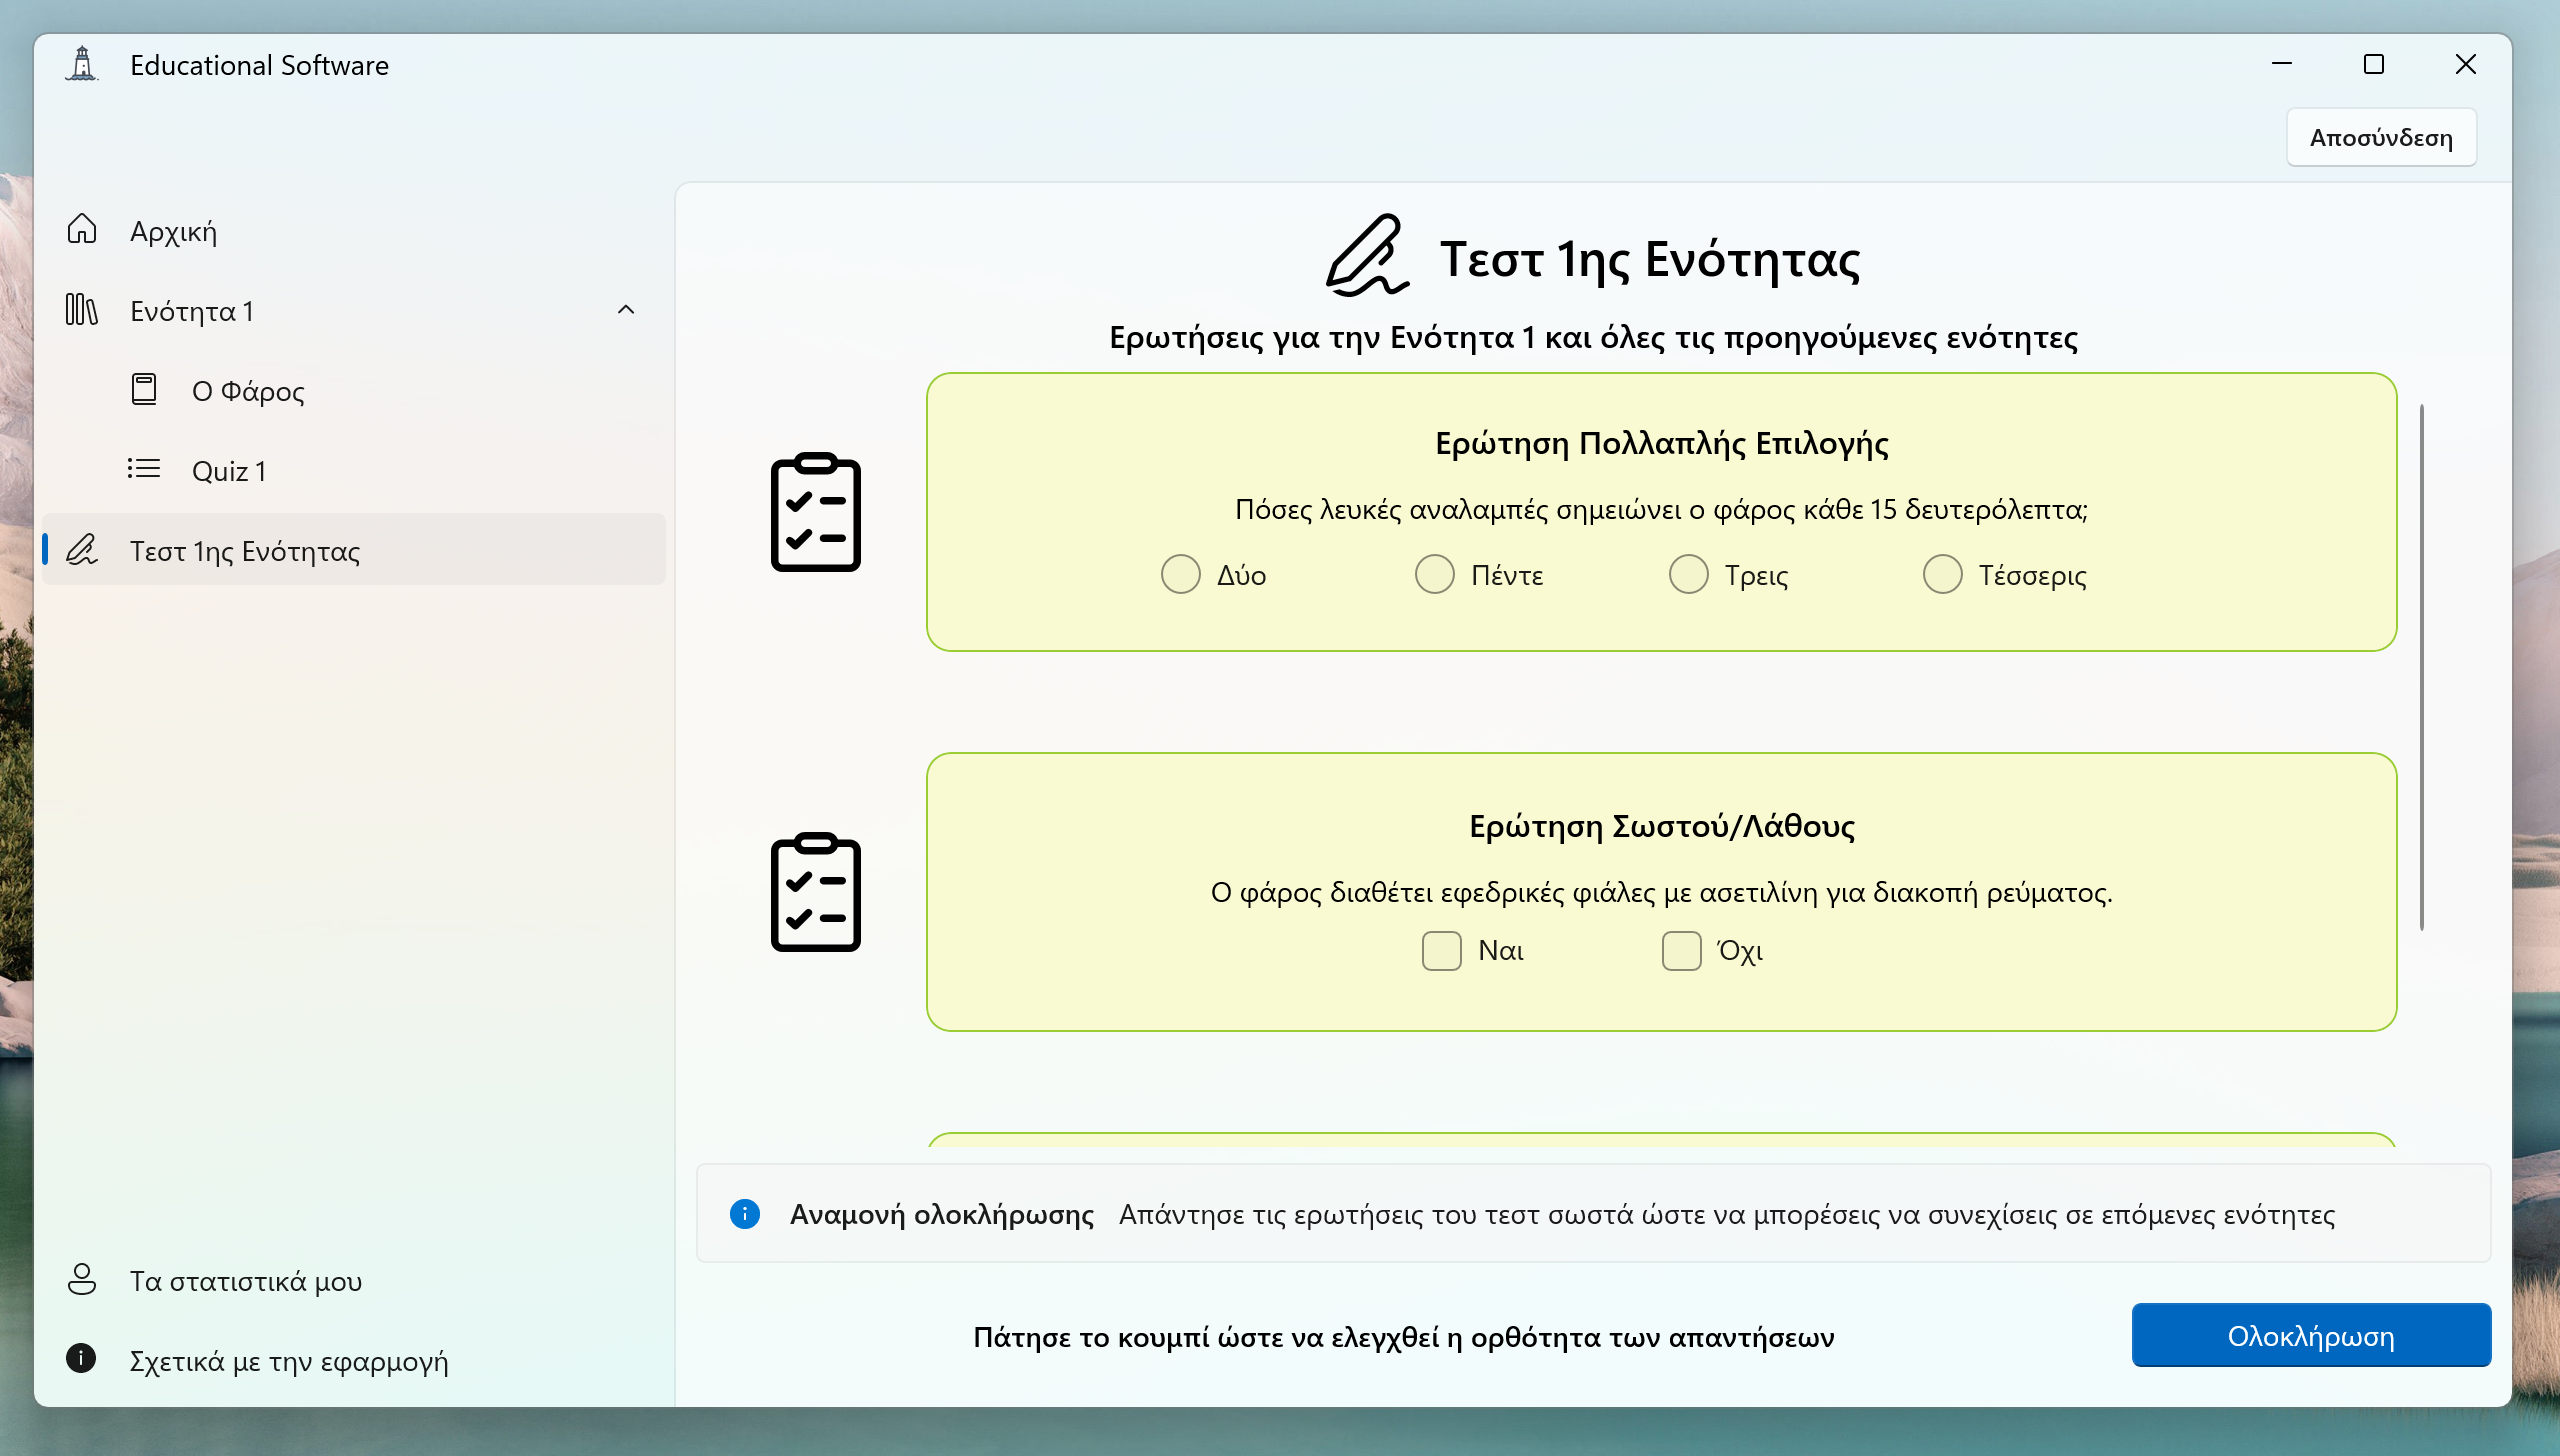 Educational Software
Αποσύνδεση
Αρχική
Ενότητα 1
Ο Φάρος
Quiz 1
Τεστ 1ης Ενότητας
Τα στατιστικά μου
Σχετικά με την εφαρμογή
Τεστ 1ης Ενότητας
Ερωτήσεις για την Ενότητα 1 και όλες τις προηγούμενες ενότητες
Ερώτηση Πολλαπλής Επιλογής
Πόσες λευκές αναλαμπές σημειώνει ο φάρος κάθε 15 δευτερόλεπτα;
Δύο Πέντε Τρεις Τέσσερις
Ερώτηση Σωστού/Λάθους
Ο φάρος διαθέτει εφεδρικές φιάλες με ασετιλίνη για διακοπή ρεύματος.
Ναι Όχι
Αναμονή ολοκλήρωσης Απάντησε τις ερωτήσεις του τεστ σωστά ώστε να μπορέσεις να συνεχίσεις σε επόμενες ενότητες
Πάτησε το κουμπί ώστε να ελεγχθεί η ορθότητα των απαντήσεων
Ολοκλήρωση